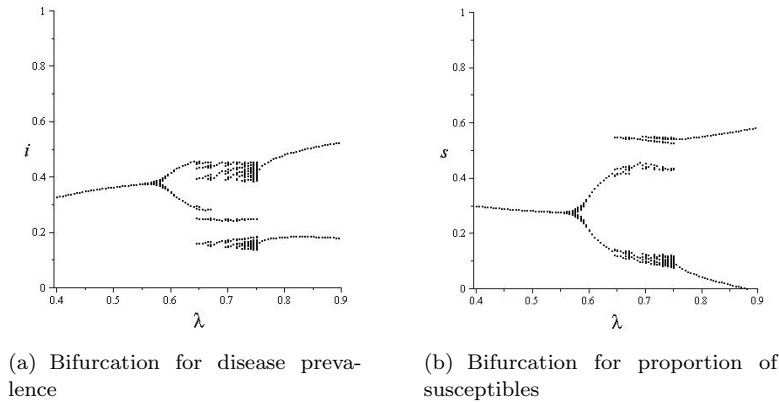 1
0.8
0.6
i
0.4
0.2
0
0.4 0.5 0.6 0.7 0.8 0.9
λ
(a) Bifurcation for disease preva-
lence
1
0.8
0.6
s
0.4
0.2
0
0.4 0.5 0.6 0.7 0.8 0.9
λ
(b) Bifurcation for proportion of
susceptibles